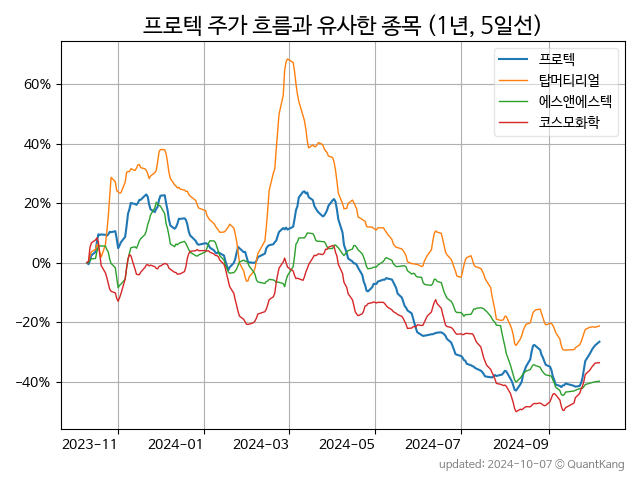 프로텍 주가 흐름과 유사한 종목 (1년, 5일선)
프로텍
탑머티리얼
에스앤에스텍
코스모화학
60%
40%
20%
0%
−20%
−40%
2023-11
2024-01
2024-03
2024-05
2024-07
2024-09
updated: 2024-10-07 © QuantKang